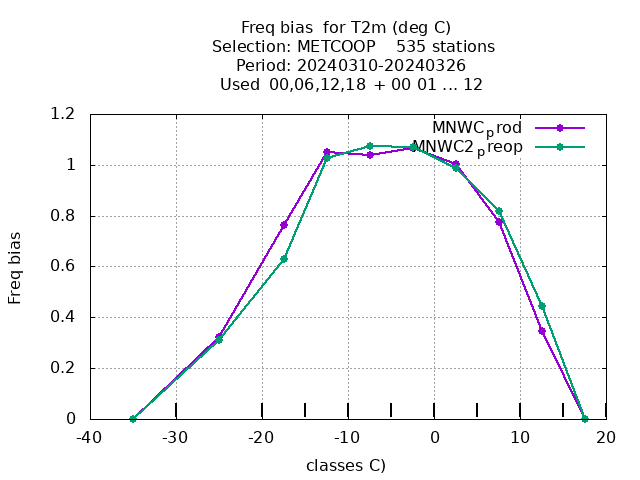 Freq bias  for T2m (deg C)
Selection: METCOOP    535 stations
Period: 20240310-20240326
Used  00,06,12,18  + 00 01 ... 12
MNWCprod
MNWC2preop
1.2
1
0.8
0.6
0.4
0.2
0
Freq bias
-40 -30 -20 -10 0 10 20
classes C)